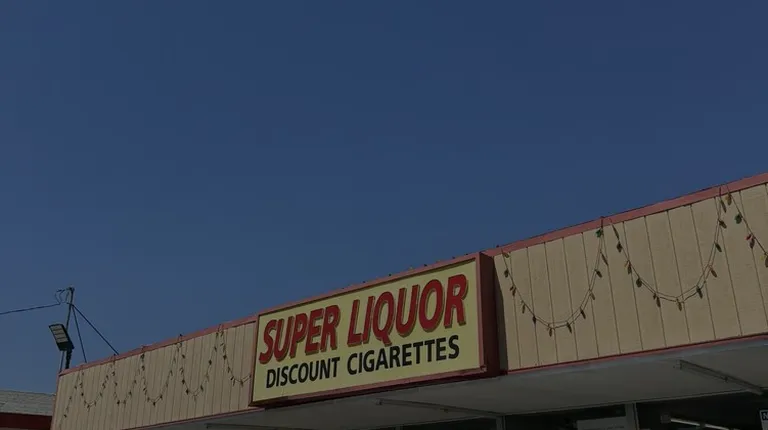 SUPER LIQUOR
DISCOUNT CIGARETTES